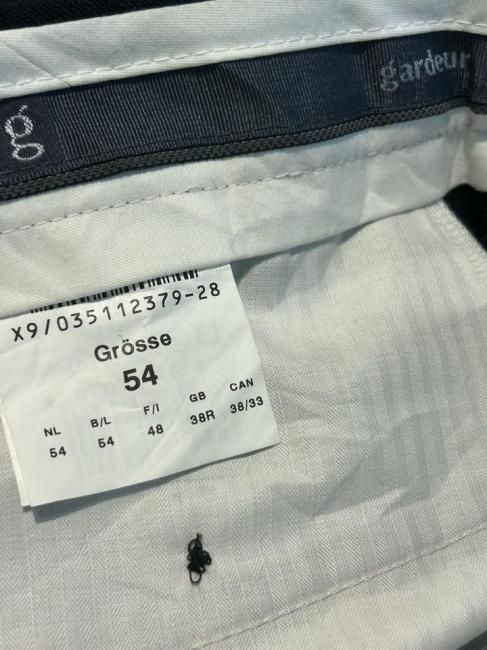 g gardeur
X9/035112379-28
Grösse
54
NL B/L F/I GB CAN
54 54 48 38R 38/33